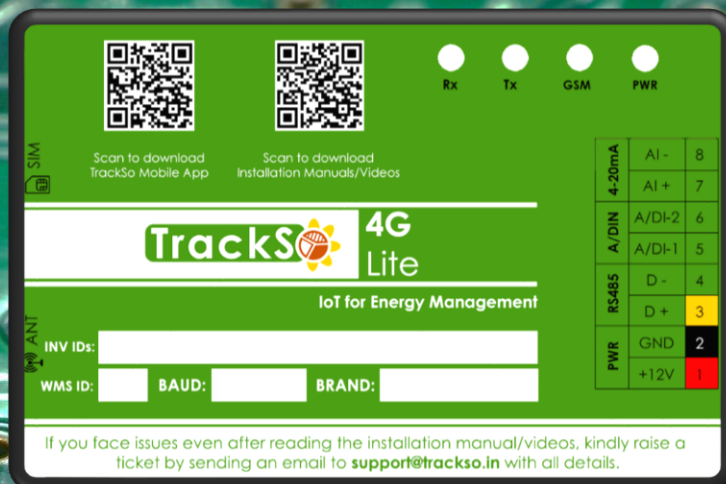 Rx Tx GSM PWR
SIM
Scan to download
TrackSo Mobile App
Scan to download
Installation Manuals/Videos
TrackSo
4G
Lite
IoT for Energy Management
ANT
INV IDs:
WMS ID: BAUD: BRAND:
4-20mA
AI - 8
AI + 7
A/DIN
A/DI-2 6
A/DI-1 5
RS485
D - 4
D + 3
PWR
GND 2
+12V 1
If you face issues even after reading the installation manual/videos, kindly raise a
ticket by sending an email to support@trackso.in with all details.